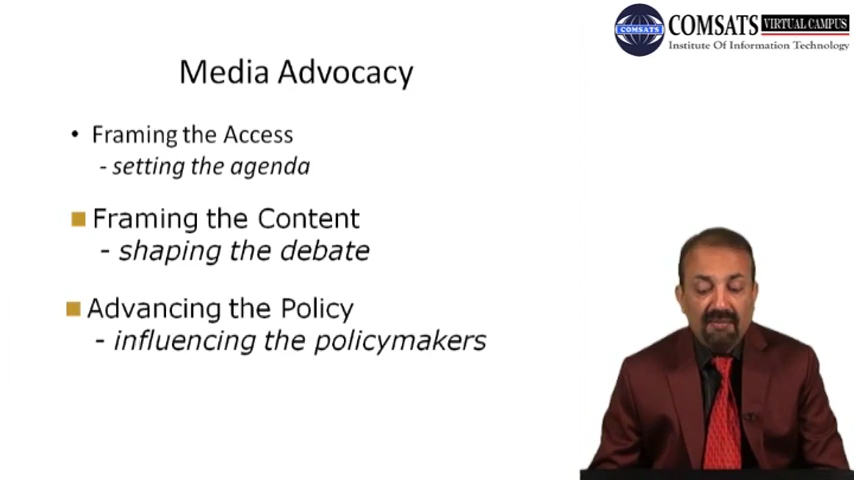 COMSATS VIRTUAL CAMPUS
Institute Of Information Technology
COMSATS
Media Advocacy
• Framing the Access
- setting the agenda
Framing the Content
- shaping the debate
Advancing the Policy
- influencing the policymakers